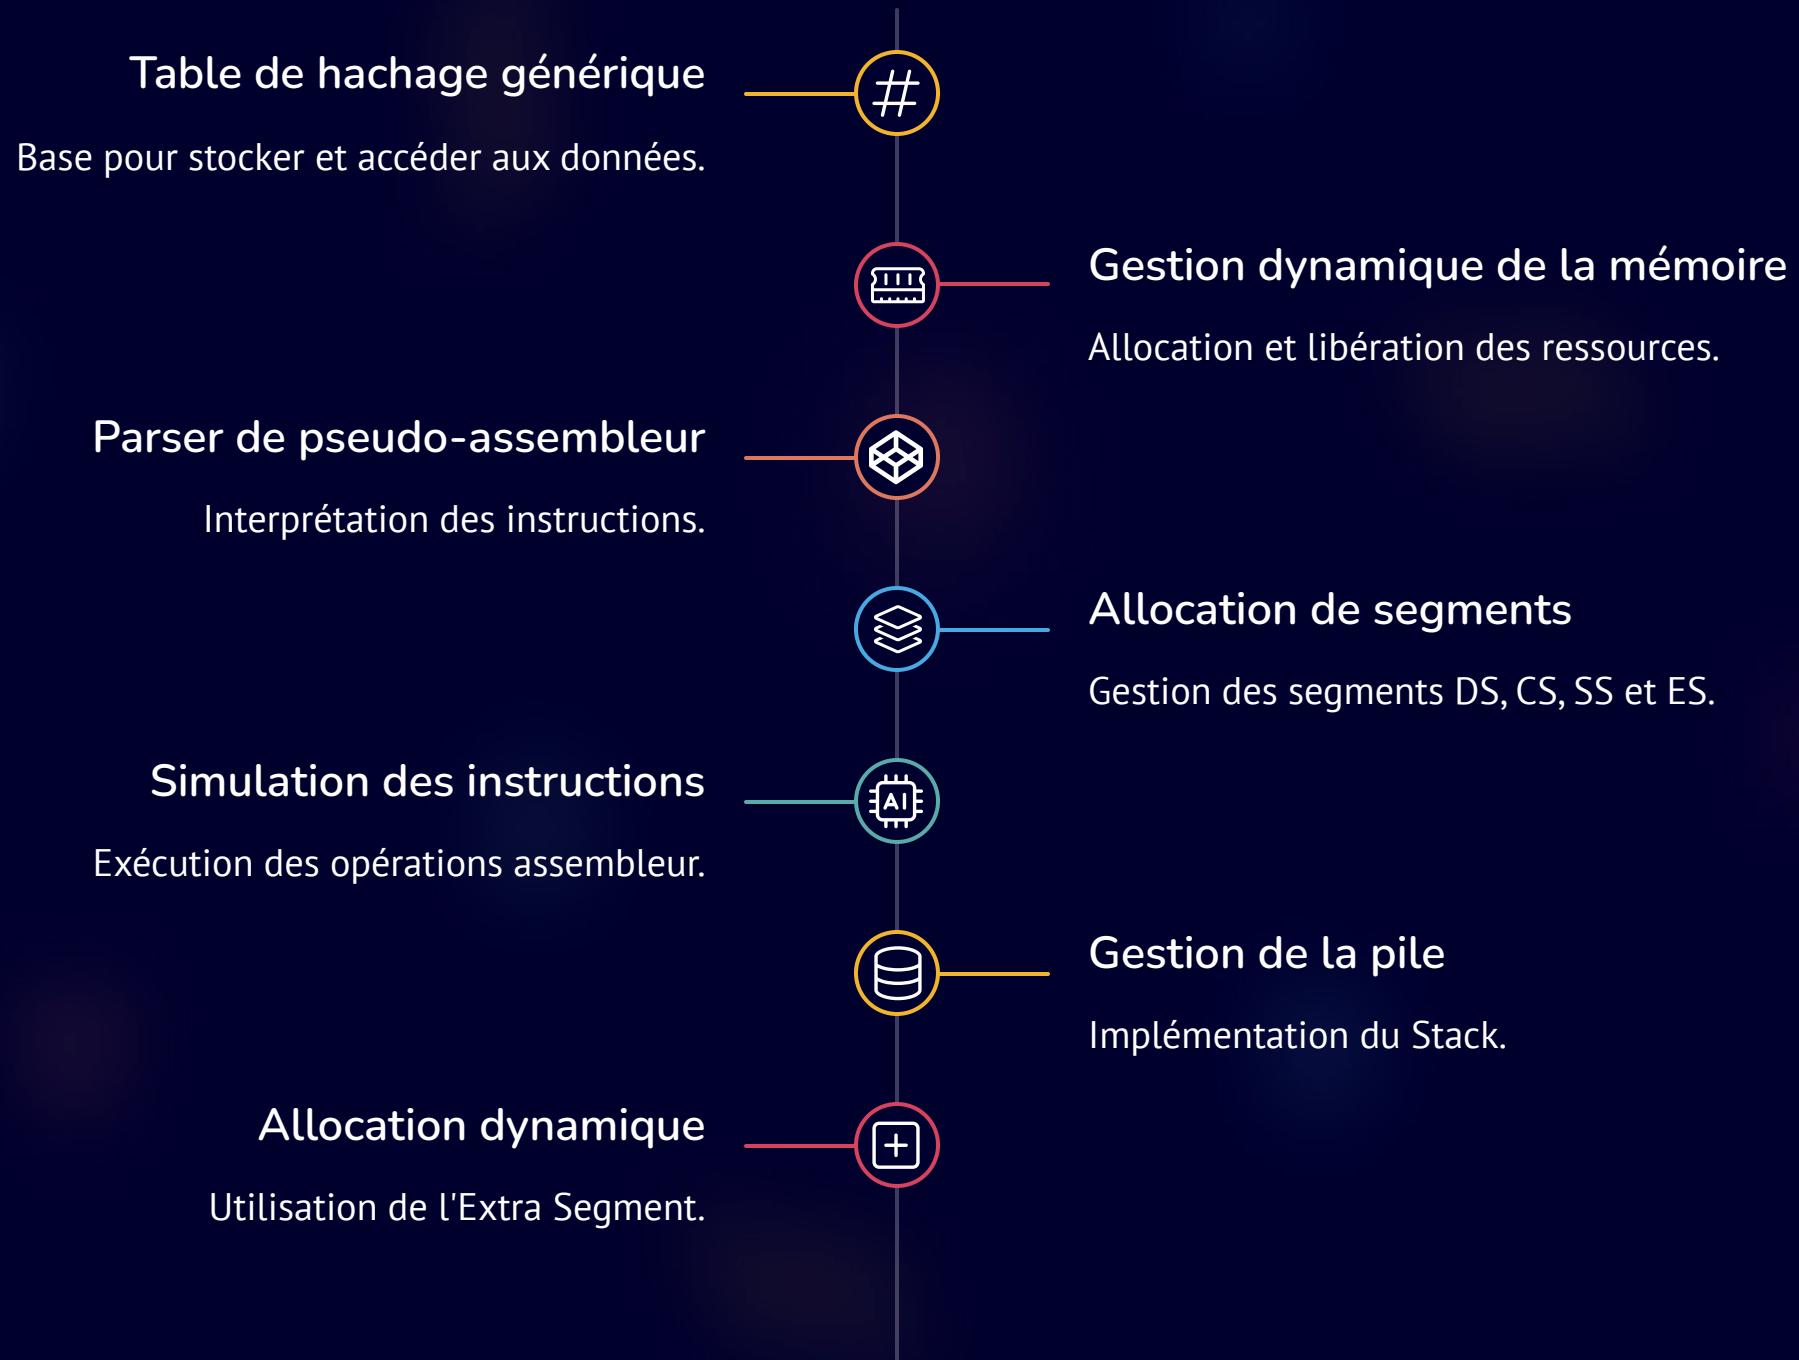 Table de hachage générique
Base pour stocker et accéder aux données.
Gestion dynamique de la mémoire
Allocation et libération des ressources.
Parser de pseudo-assembleur
Interprétation des instructions.
Allocation de segments
Gestion des segments DS, CS, SS et ES.
Simulation des instructions
AI
Exécution des opérations assembleur.
Gestion de la pile
Implémentation du Stack.
Allocation dynamique
Utilisation de l'Extra Segment.